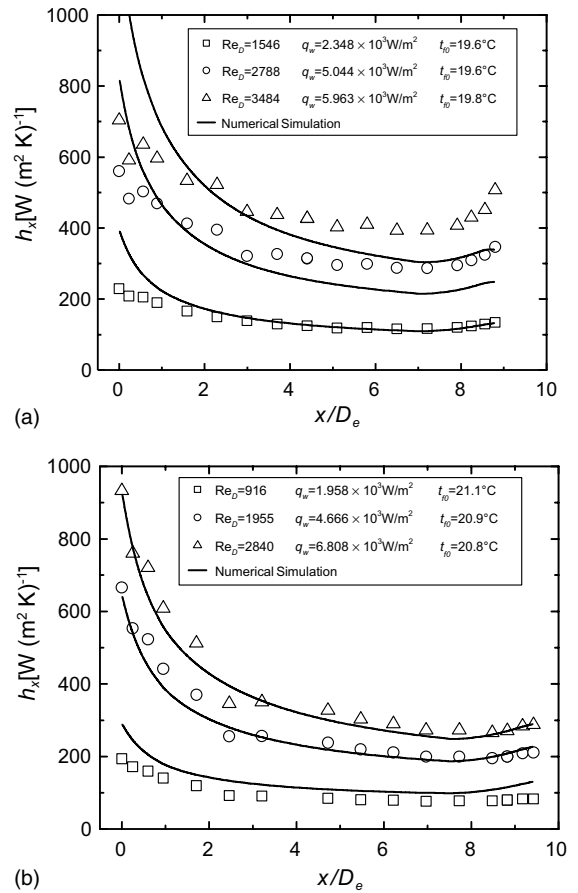 1000
800
600
400
200
0
h_x[W (m² K)⁻¹]
Re_D=1546 q_w=2.348 × 10³W/m² t_f0=19.6°C
Re_D=2788 q_w=5.044 × 10³W/m² t_f0=19.6°C
Re_D=3484 q_w=5.963 × 10³W/m² t_f0=19.8°C
Numerical Simulation
0 2 4 6 8 10
(a)
x/D_e
1000
800
600
400
200
0
h_x[W (m² K)⁻¹]
Re_D=916 q_w=1.958 × 10³W/m² t_f0=21.1°C
Re_D=1955 q_w=4.666 × 10³W/m² t_f0=20.9°C
Re_D=2840 q_w=6.808 × 10³W/m² t_f0=20.8°C
Numerical Simulation
0 2 4 6 8 10
(b)
x/D_e